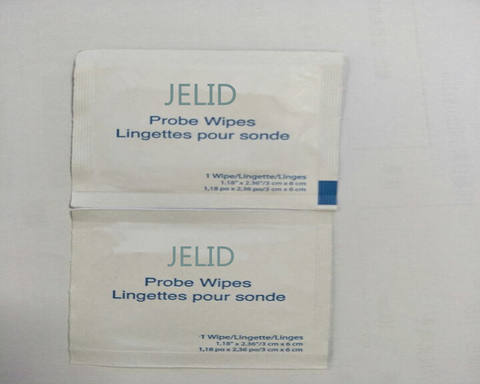 JELID
Probe Wipes
Lingettes pour sonde
1 Wipe/Lingette/Linges
1,18" x 2.36"/3 cm x 6 cm
1,18 po x 2,36 po/3 cm x 6 cm
JELID
Probe Wipes
Lingettes pour sonde
1 Wipe/Lingette/Linges
1,18" x 2.36"/3 cm x 6 cm
1,18 po x 2,36 po/3 cm x 6 cm